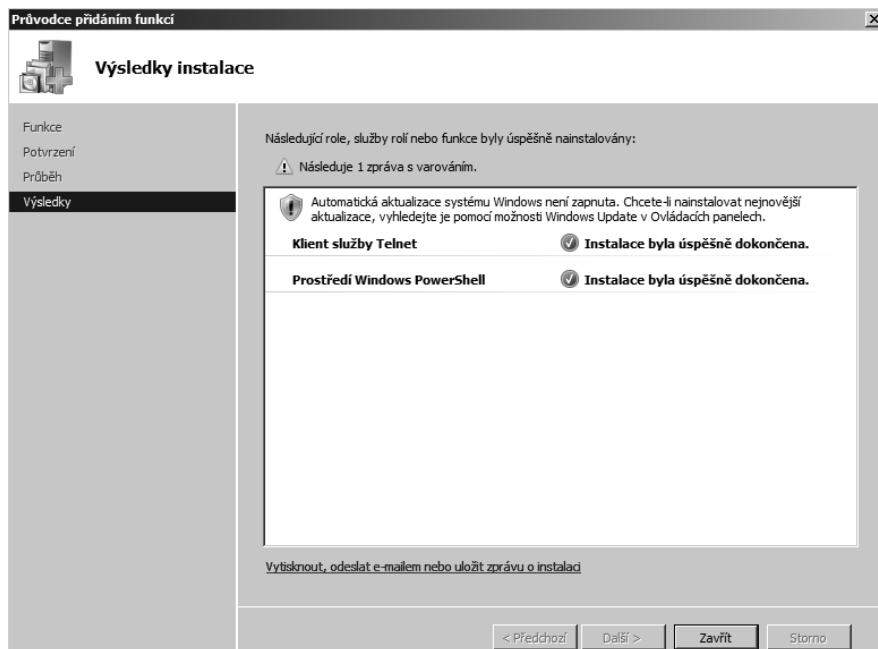 Průvodce přidáním funkcí
Výsledky instalace
Funkce
Potvrzení
Průběh
Výsledky
Následující role, služby rolí nebo funkce byly úspěšně nainstalovány:
Následuje 1 zpráva s varováním.
Automatická aktualizace systému Windows není zapnuta. Chcete-li nainstalovat nejnovější
aktualizace, vyhledejte je pomocí možnosti Windows Update v Ovládacích panelech.
Klient služby Telnet Instalace byla úspěšně dokončena.
Prostředí Windows PowerShell Instalace byla úspěšně dokončena.
Vytisknout, odeslat e-mailem nebo uložit zprávu o instalaci
< Předchozí Další > Zavřít Storno